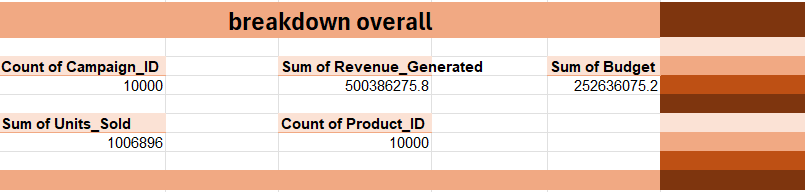 breakdown overall
Count of Campaign_ID Sum of Revenue_Generated Sum of Budget
10000 500386275.8 252636075.2
Sum of Units_Sold Count of Product_ID
1006896 10000